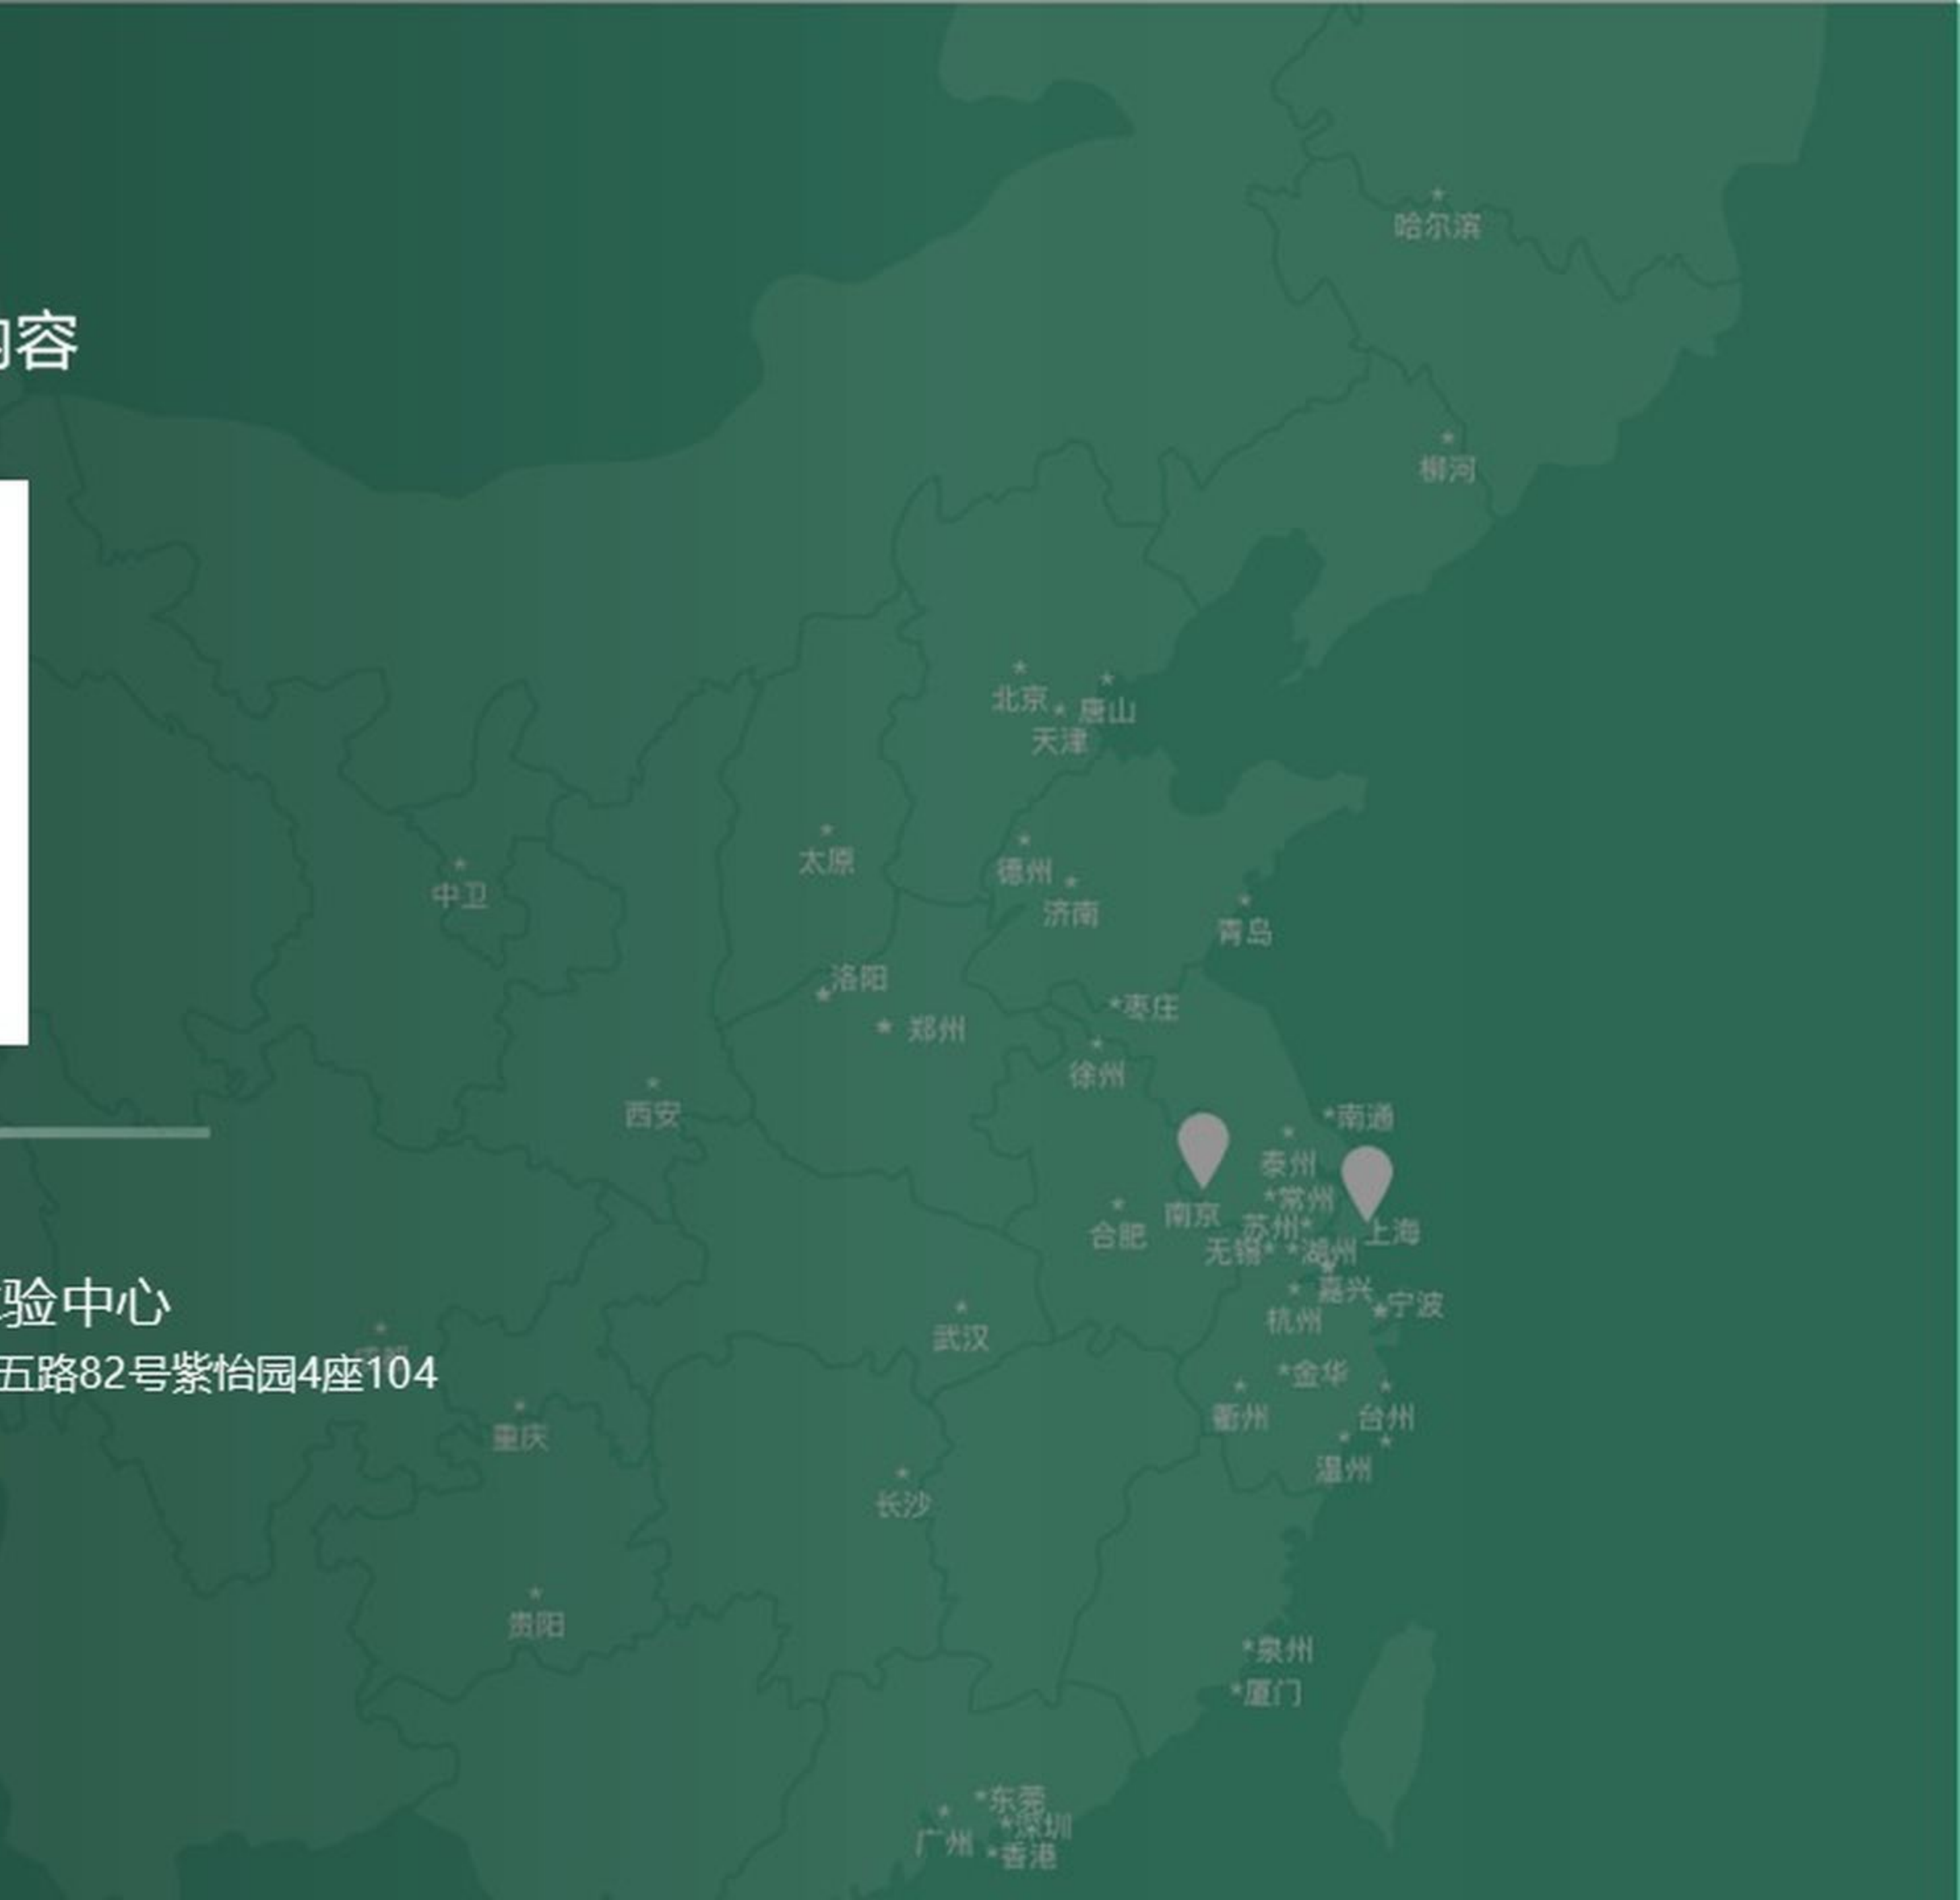 哈尔滨
内容
柳河
北京
唐山
天津
太原
德州
中卫
济南
青岛
洛阳
枣庄
郑州
徐州
西安
南通
泰州
常州
南京
苏州
上海
合肥
无锡
湖州
嘉兴
宁波
验中心
杭州
武汉
成都
五路82号紫怡园4座104
金华
衢州
台州
重庆
温州
长沙
贵阳
泉州
厦门
东莞
深圳
广州
香港